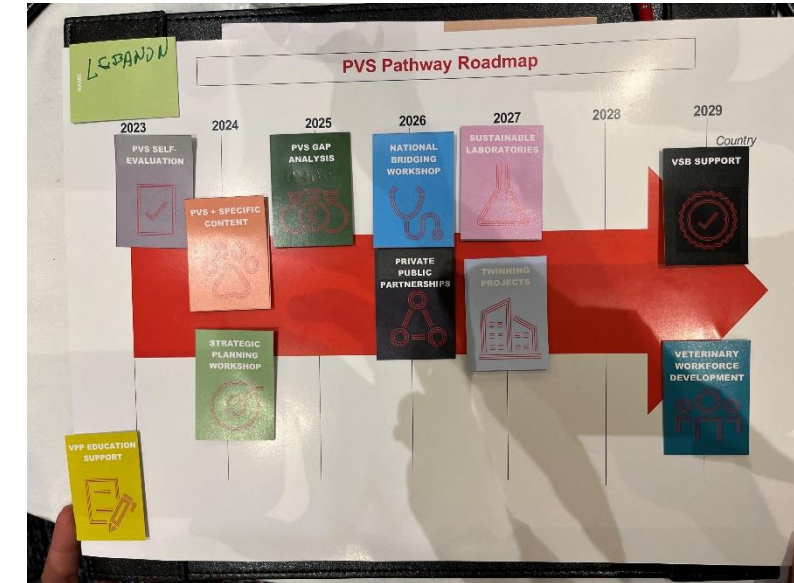 LEBANON
NAME
PVS Pathway Roadmap
2023
2024
2025
2026
2027
2028
2029
Country
PVS SELF-
EVALUATION
PVS + SPECIFIC
CONTENT
STRATEGIC
PLANNING
WORKSHOP
PVS GAP
ANALYSIS
NATIONAL
BRIDGING
WORKSHOP
PRIVATE
PUBLIC
PARTNERSHIPS
SUSTAINABLE
LABORATORIES
TWINNING
PROJECTS
VSB SUPPORT
VETERINARY
WORKFORCE
DEVELOPMENT
VPP EDUCATION
SUPPORT